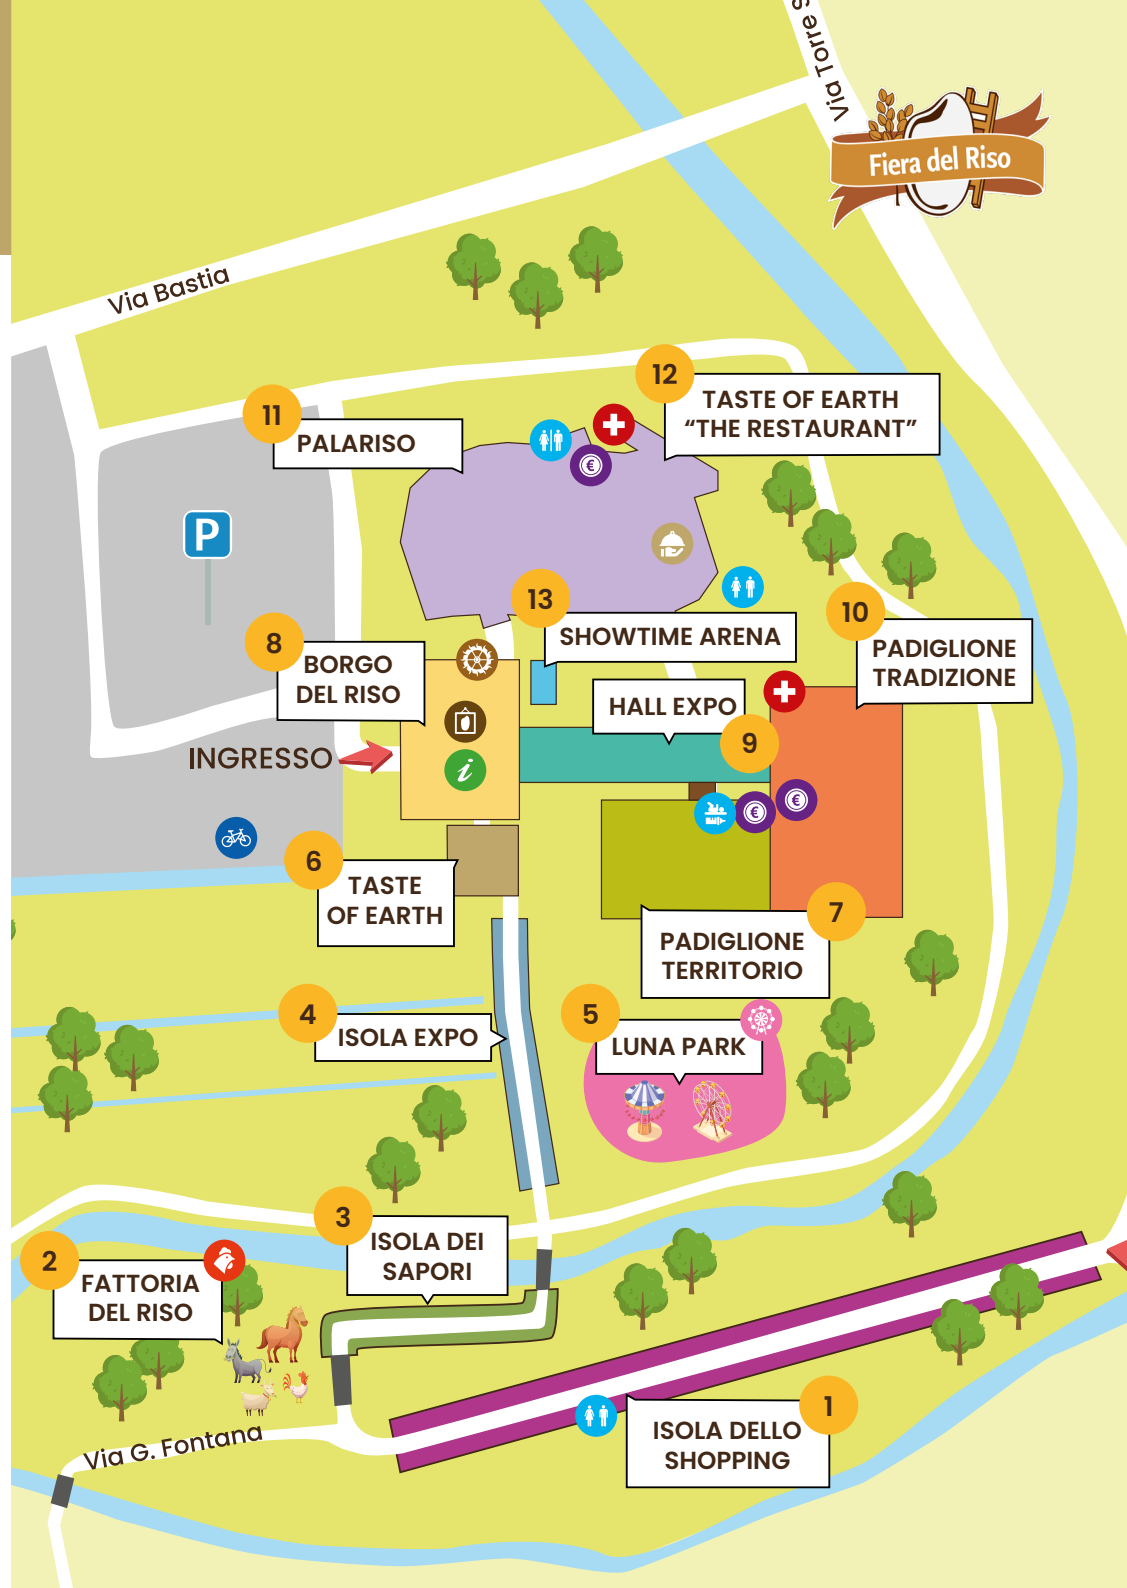 Via Torre S
Fiera del Riso
Via Bastia
12
TASTE OF EARTH
“THE RESTAURANT”
11
PALARISO
€
P
13
SHOWTIME ARENA
10
PADIGLIONE
TRADIZIONE
8
BORGO
DEL RISO
HALL EXPO
9
INGRESSO
i
€
€
6
TASTE
OF EARTH
7
PADIGLIONE
TERRITORIO
4
ISOLA EXPO
5
LUNA PARK
3
ISOLA DEI
SAPORI
2
FATTORIA
DEL RISO
1
ISOLA DELLO
SHOPPING
Via G. Fontana